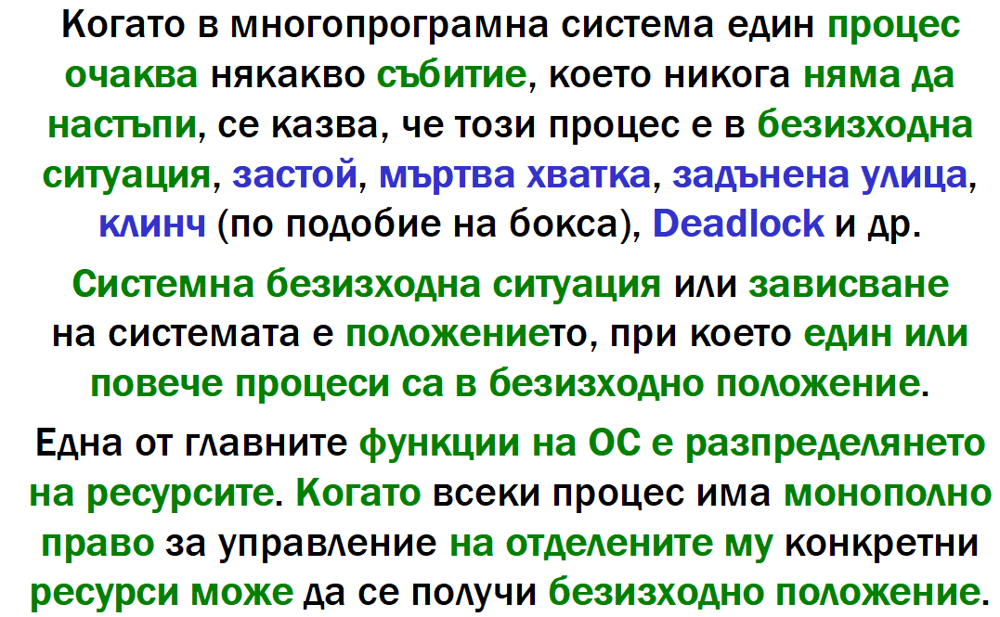 Когато в многопрограмна система един процес
очаква някакво събитие, което никога няма да
настъпи, се казва, че този процес е в безизходна
ситуация, застой, мъртва хватка, задънена улица,
клинч (по подобие на бокса), Deadlock и др.
Системна безизходна ситуация или зависване
на системата е положението, при което един или
повече процеси са в безизходно положение.
Една от главните функции на ОС е разпределянето
на ресурсите. Когато всеки процес има монополно
право за управление на отделените му конкретни
ресурси може да се получи безизходно положение.